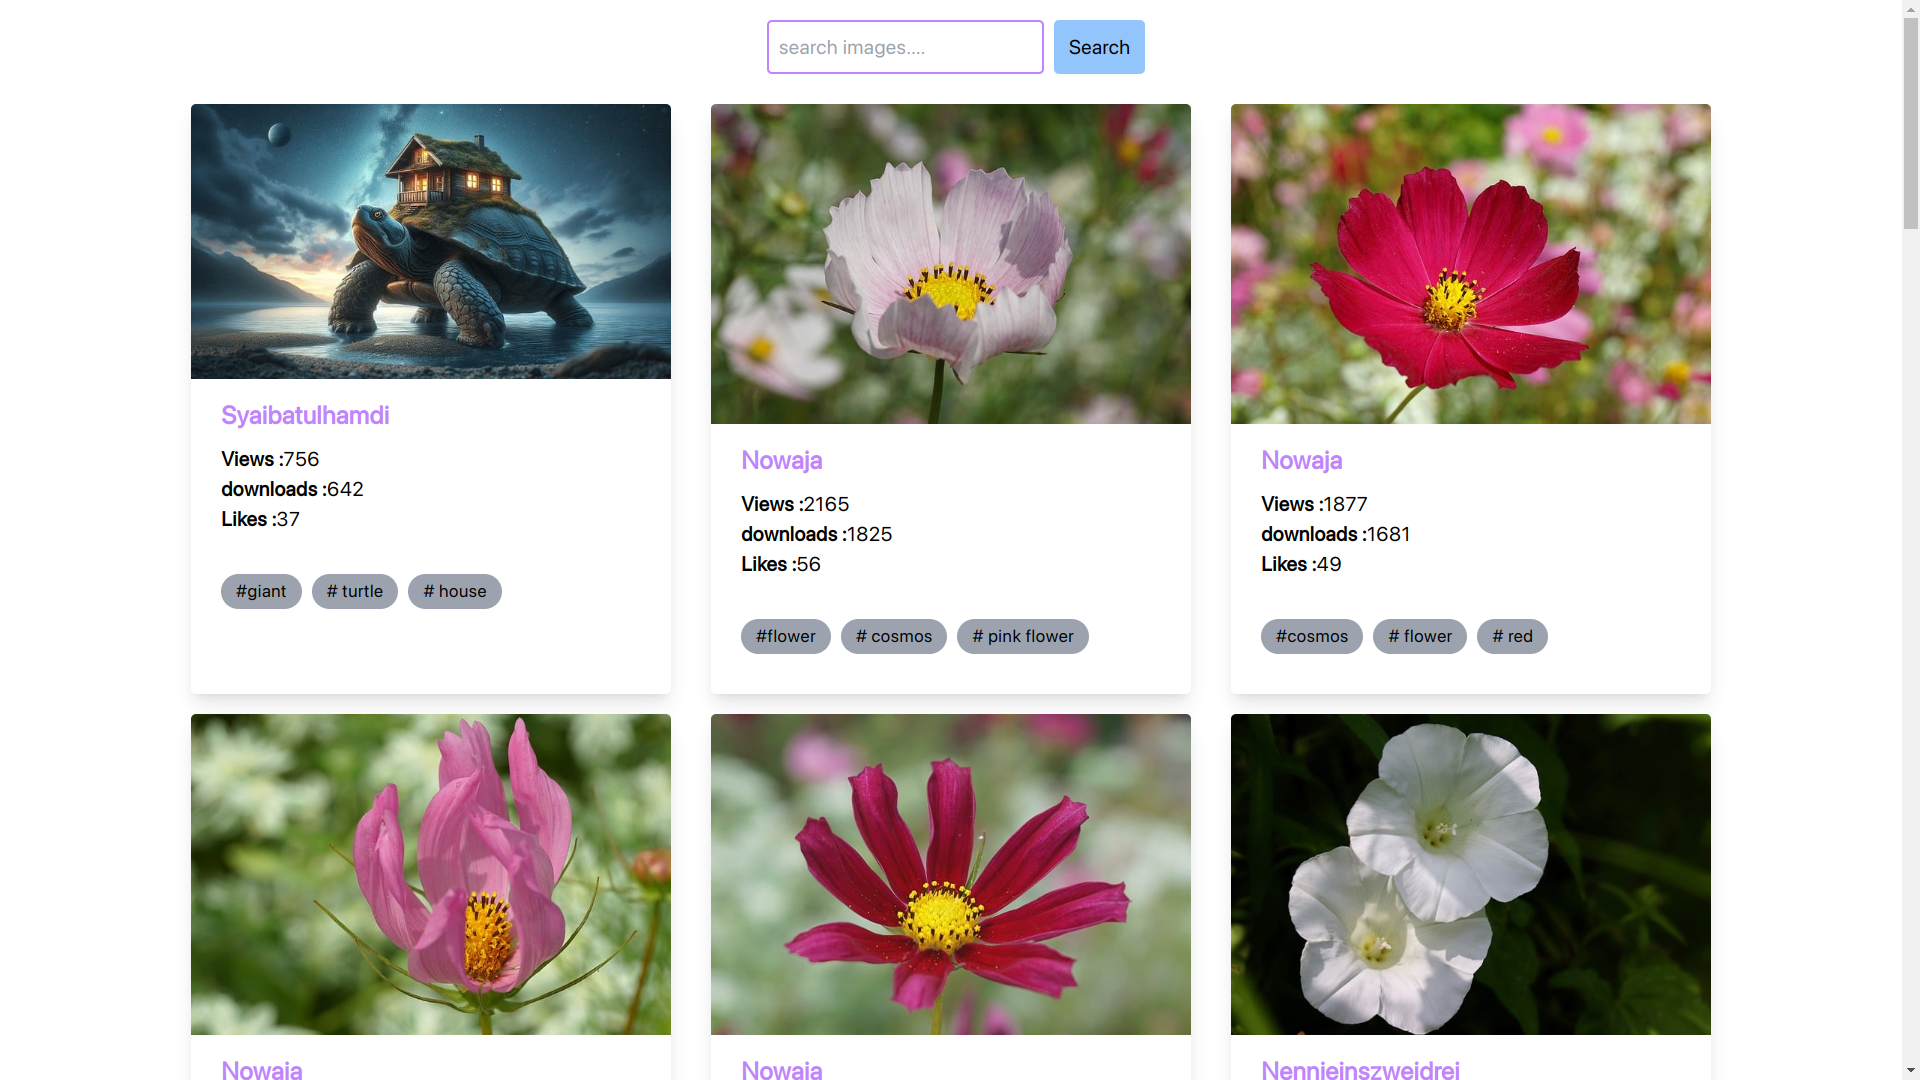 search images....
Search
Syaibatulhamdi
Views :756
downloads :642
Likes :37
#giant
# turtle
# house
Nowaja
Views :2165
downloads :1825
Likes :56
#flower
# cosmos
# pink flower
Nowaja
Views :1877
downloads :1681
Likes :49
#cosmos
# flower
# red
Nowaja
Nowaja
Nennieinszweidrei